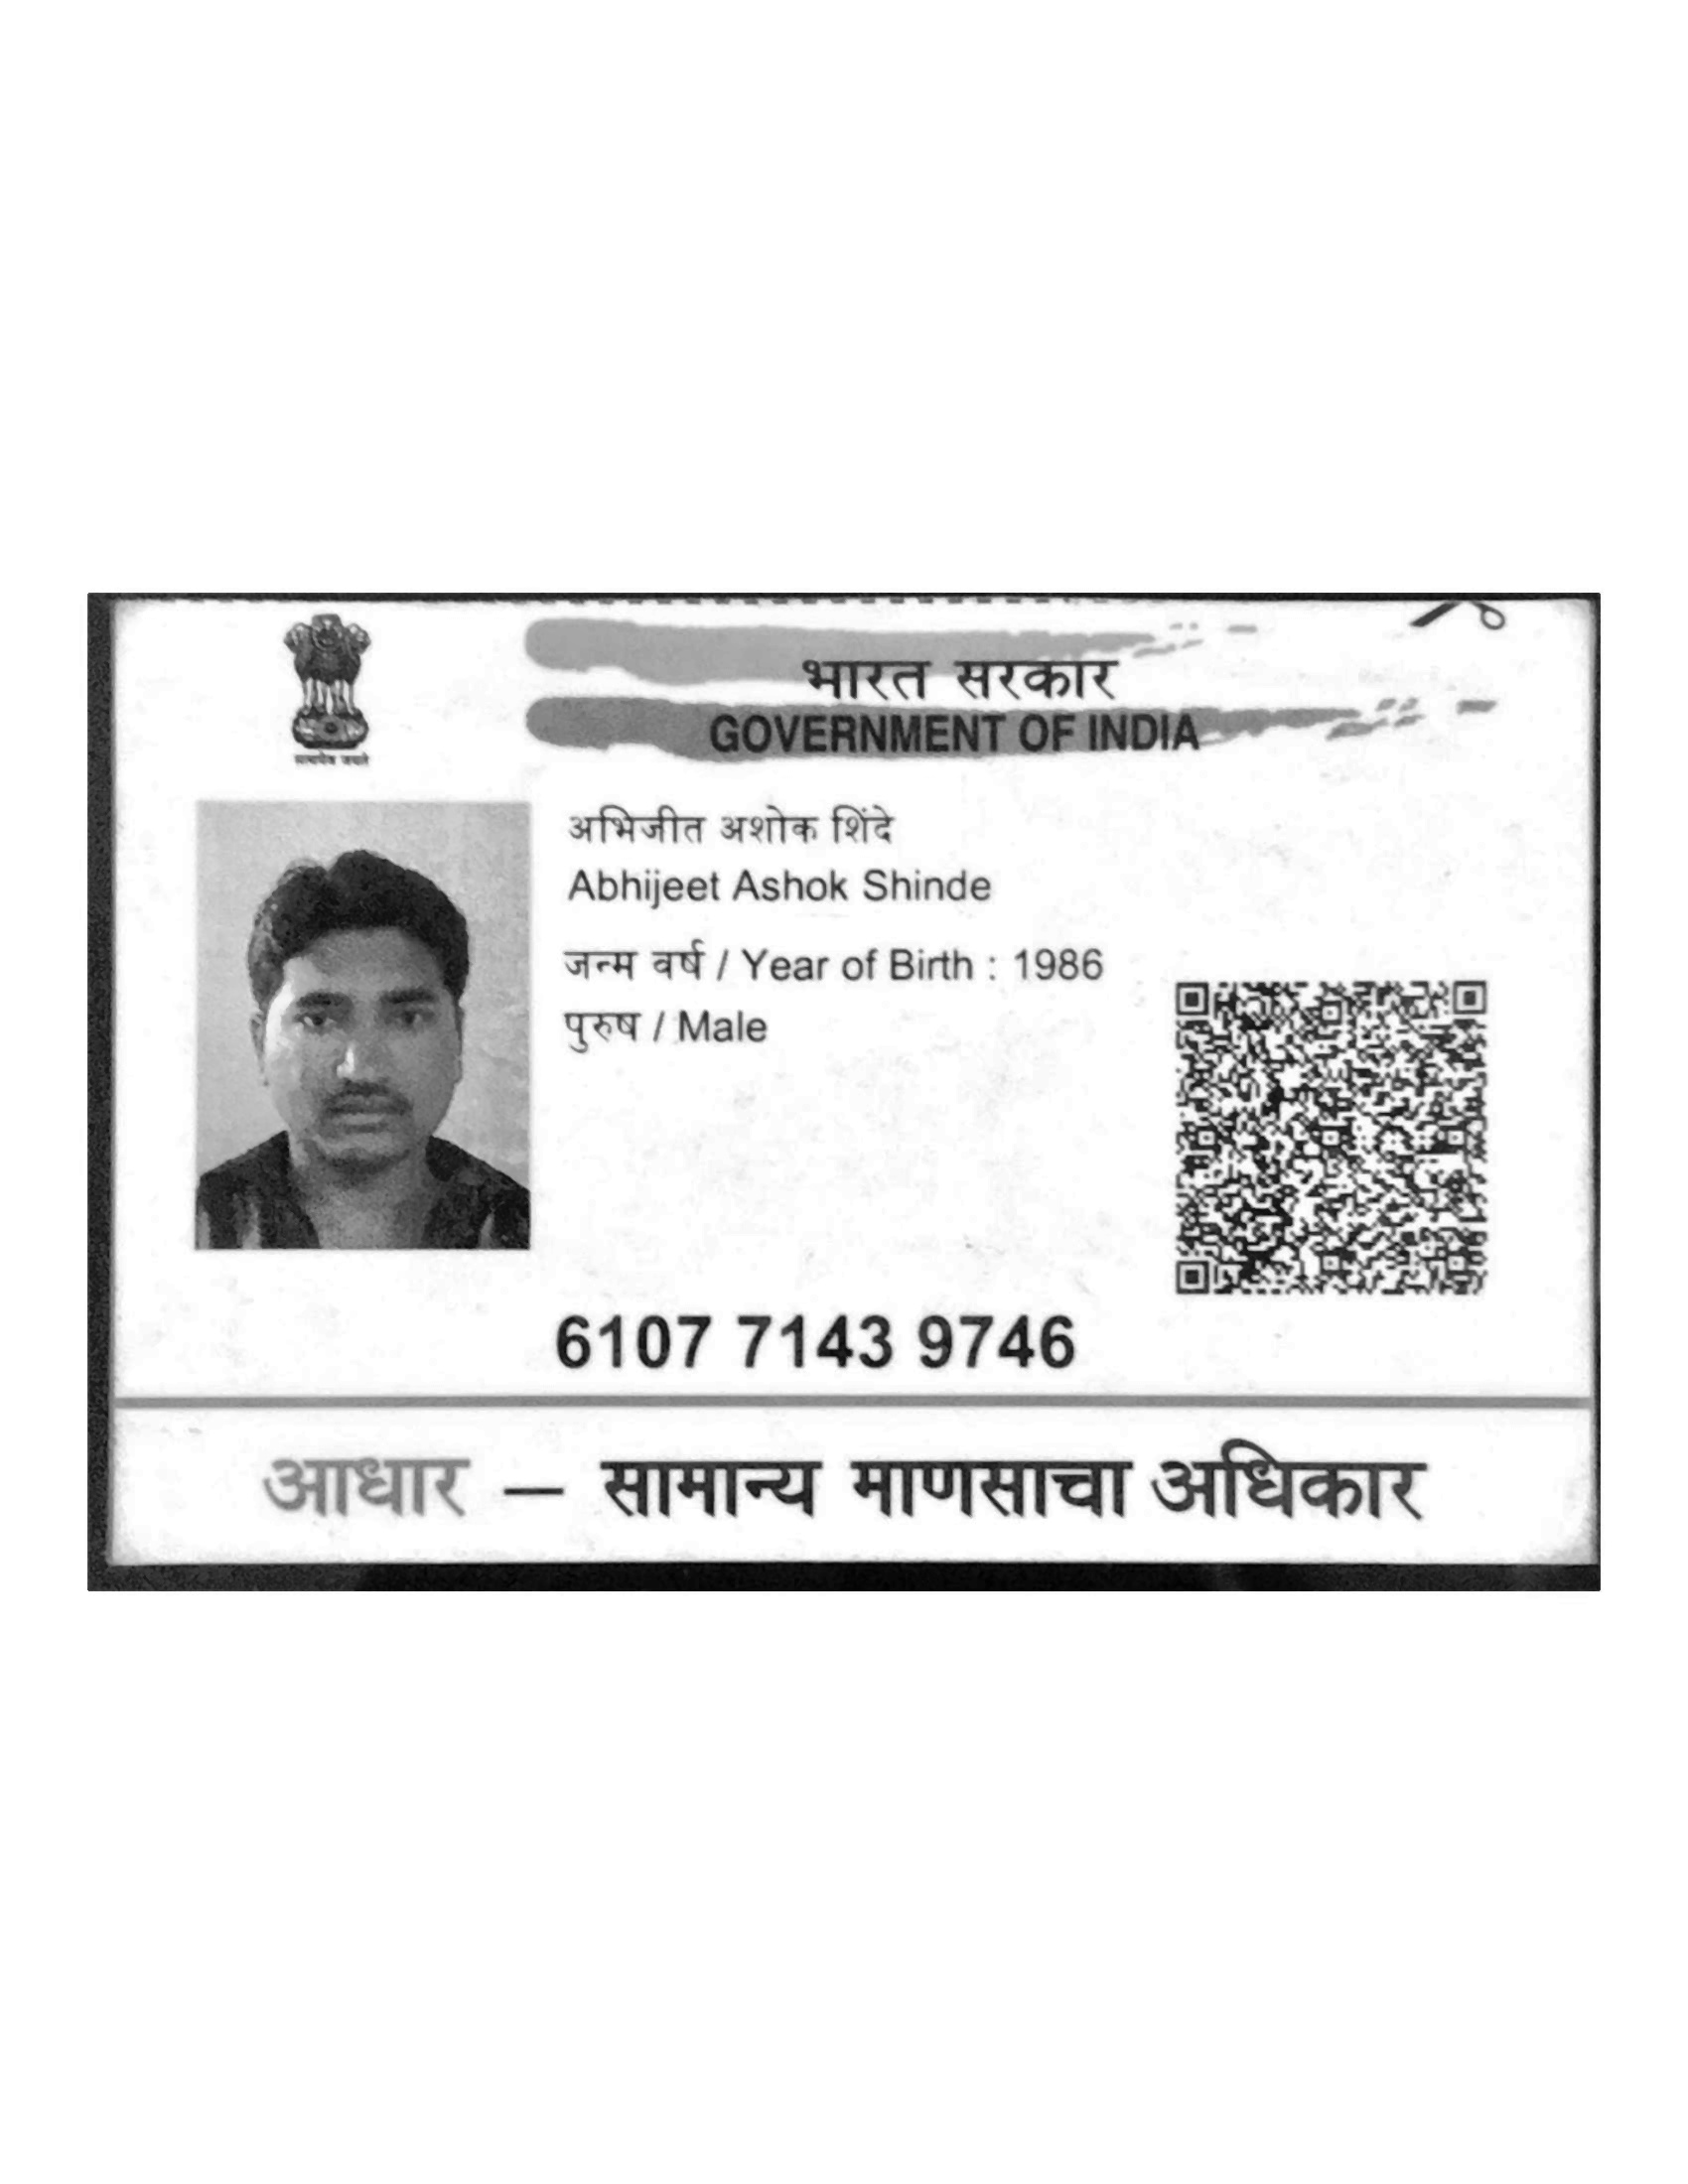 भारत सरकार
GOVERNMENT OF INDIA
सत्यमेव जयते
अभिजीत अशोक शिंदे
Abhijeet Ashok Shinde
जन्म वर्ष / Year of Birth : 1986
पुरुष / Male
6107 7143 9746
आधार — सामान्य माणसाचा अधिकार